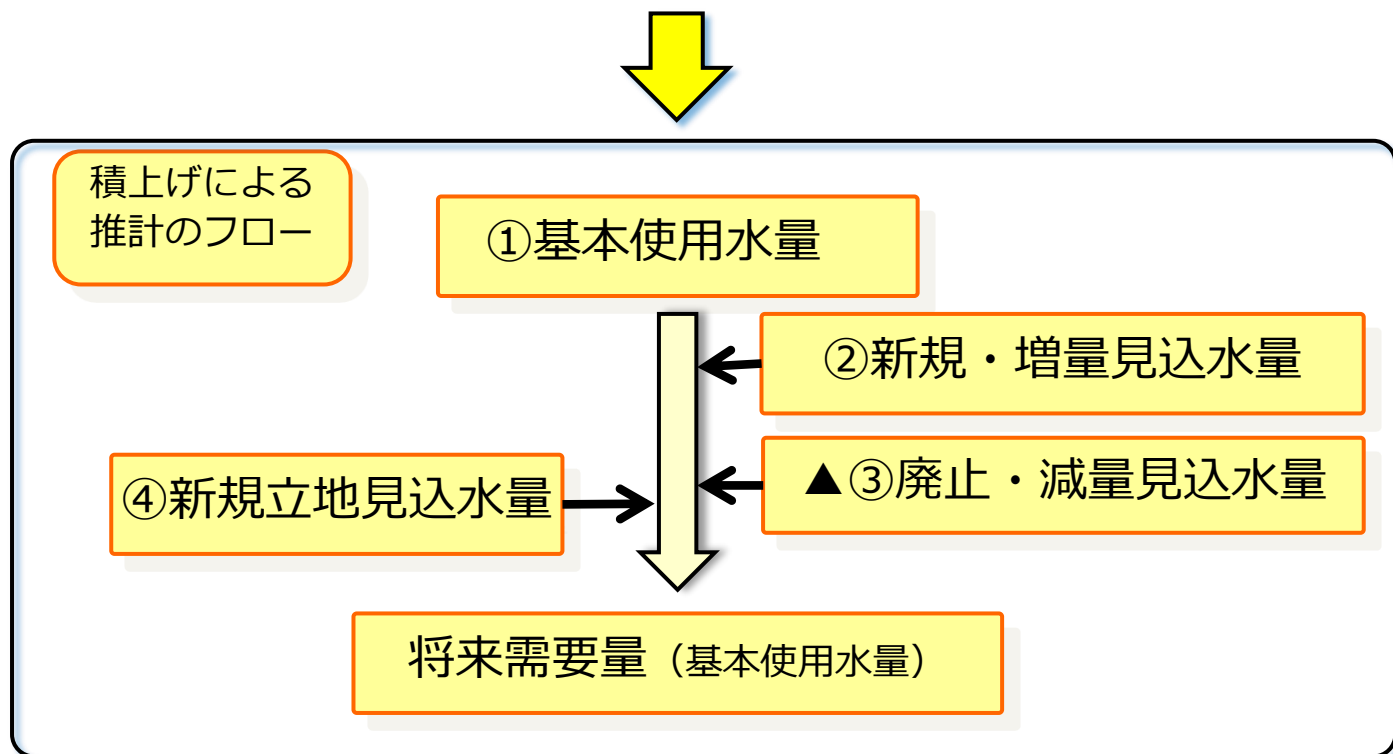 積上げによる
推計のフロー
①基本使用水量
②新規・増量見込水量
▲③廃止・減量見込水量
④新規立地見込水量
将来需要量（基本使用水量）